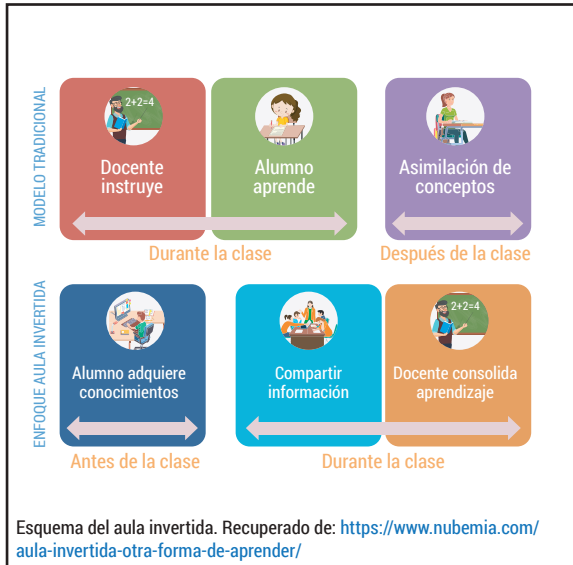 MODELO TRADICIONAL
2+2=4
Docente
instruye
Alumno
aprende
Asimilación de
conceptos
Durante la clase
Después de la clase
ENFOQUE AULA INVERTIDA
Alumno adquiere
conocimientos
Compartir
información
2+2=4
Docente consolida
aprendizaje
Antes de la clase
Durante la clase
Esquema del aula invertida. Recuperado de: https://www.nubemia.com/
aula-invertida-otra-forma-de-aprender/